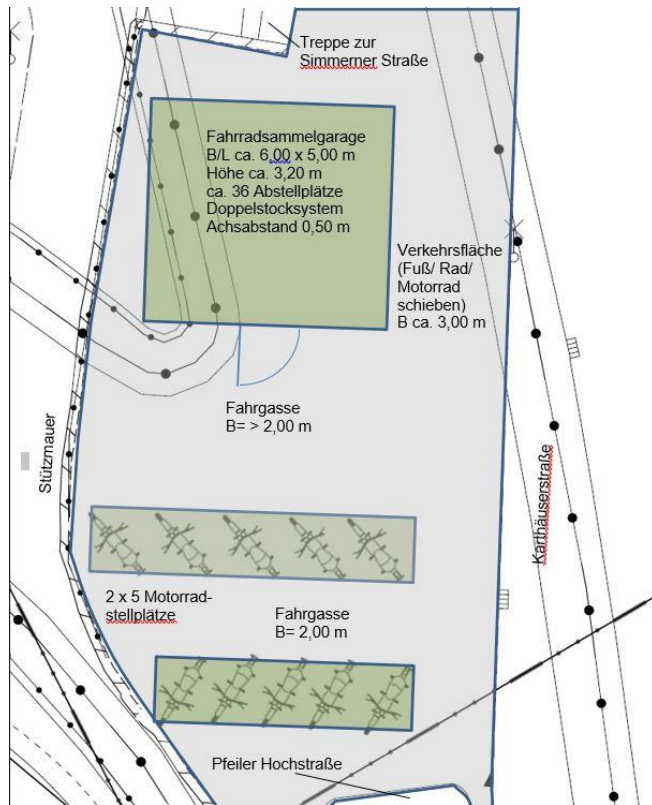 Treppe zur
Simmerner Straße
Fahrradsammelgarage
B/L ca. 6,00 x 5,00 m
Höhe ca. 3,20 m
ca. 36 Abstellplätze
Doppelstocksystem
Achsabstand 0,50 m
Verkehrsfläche
(Fuß/ Rad/
Motorrad
schieben)
B ca. 3,00 m
Fahrgasse
B= > 2,00 m
Stützmauer
Karthäuserstraße
2 x 5 Motorrad-
stellplätze
Fahrgasse
B= 2,00 m
Pfeiler Hochstraße